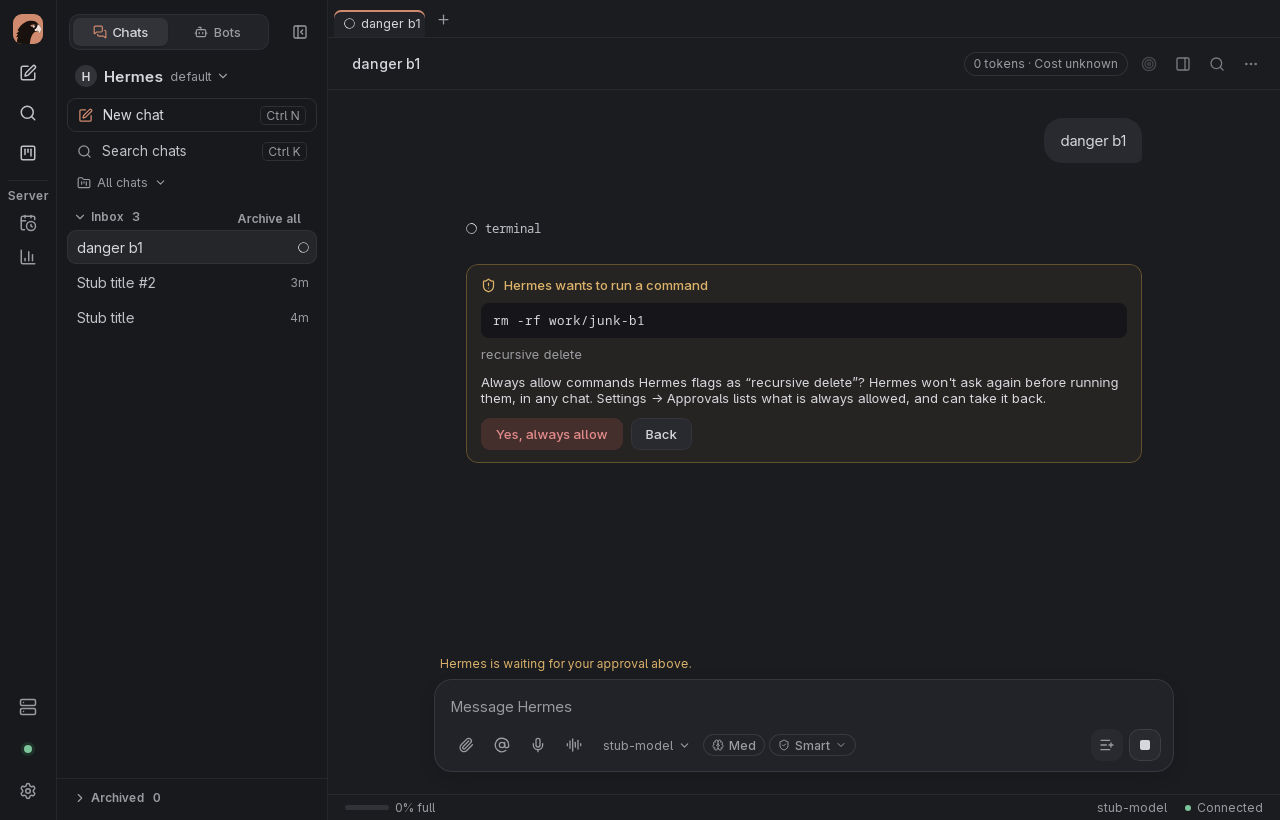 Chats
Bots
H Hermes default
New chat Ctrl N
Search chats Ctrl K
All chats
Server
Inbox 3 Archive all
danger b1
Stub title #2 3m
Stub title 4m
Archived 0
danger b1
danger b1
0 tokens · Cost unknown
danger b1
terminal
Hermes wants to run a command
rm -rf work/junk-b1
recursive delete
Always allow commands Hermes flags as “recursive delete”? Hermes won't ask again before running
them, in any chat. Settings → Approvals lists what is always allowed, and can take it back.
Yes, always allow Back
Hermes is waiting for your approval above.
Message Hermes
stub-model Med Smart
0% full
stub-model Connected